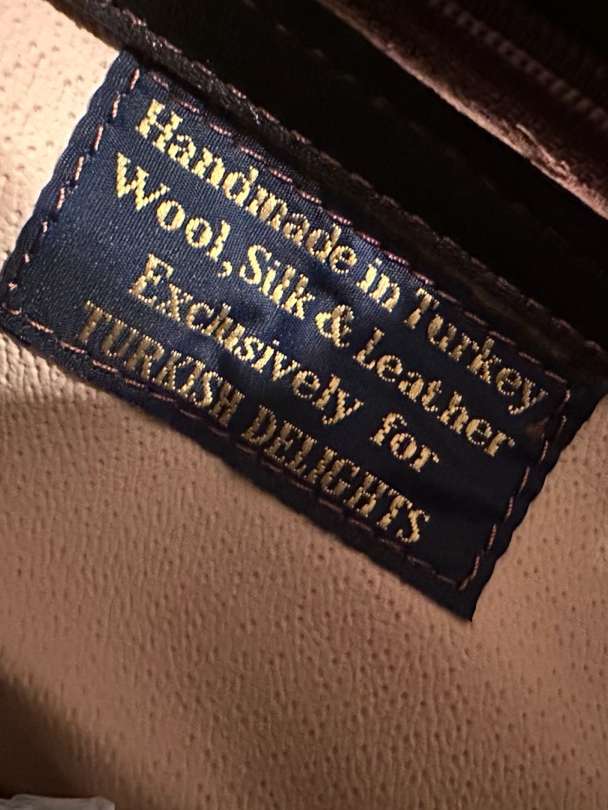 Handmade in Turkey
Wool, Silk & Leather
Exclusively for
TURKISH DELIGHTS